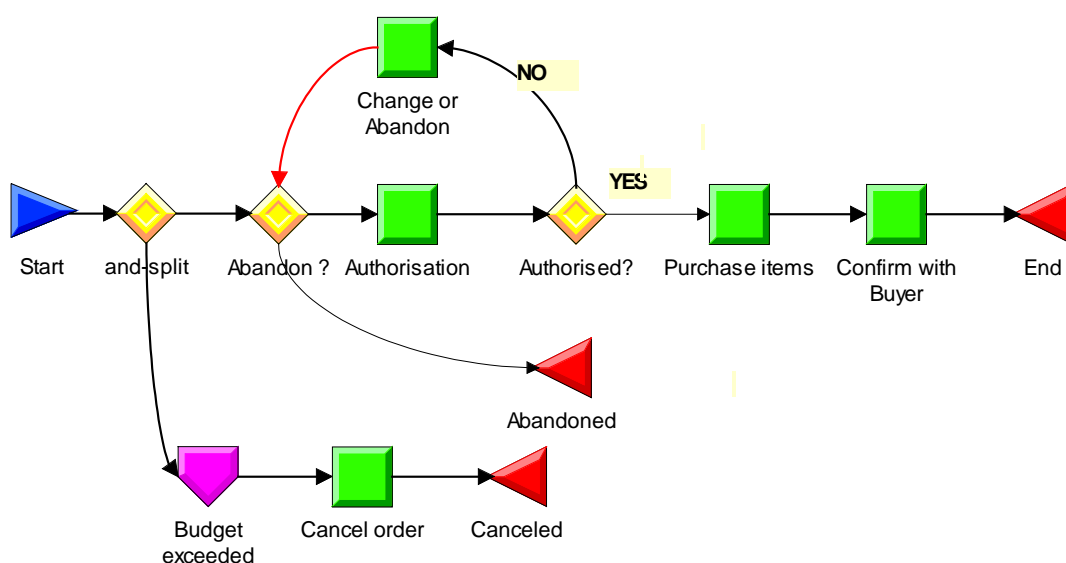 NO
Change or
Abandon
YES
Start
and-split
Abandon ?
Authorisation
Authorised?
Purchase items
Confirm with
Buyer
End
Abandoned
Budget
exceeded
Cancel order
Canceled